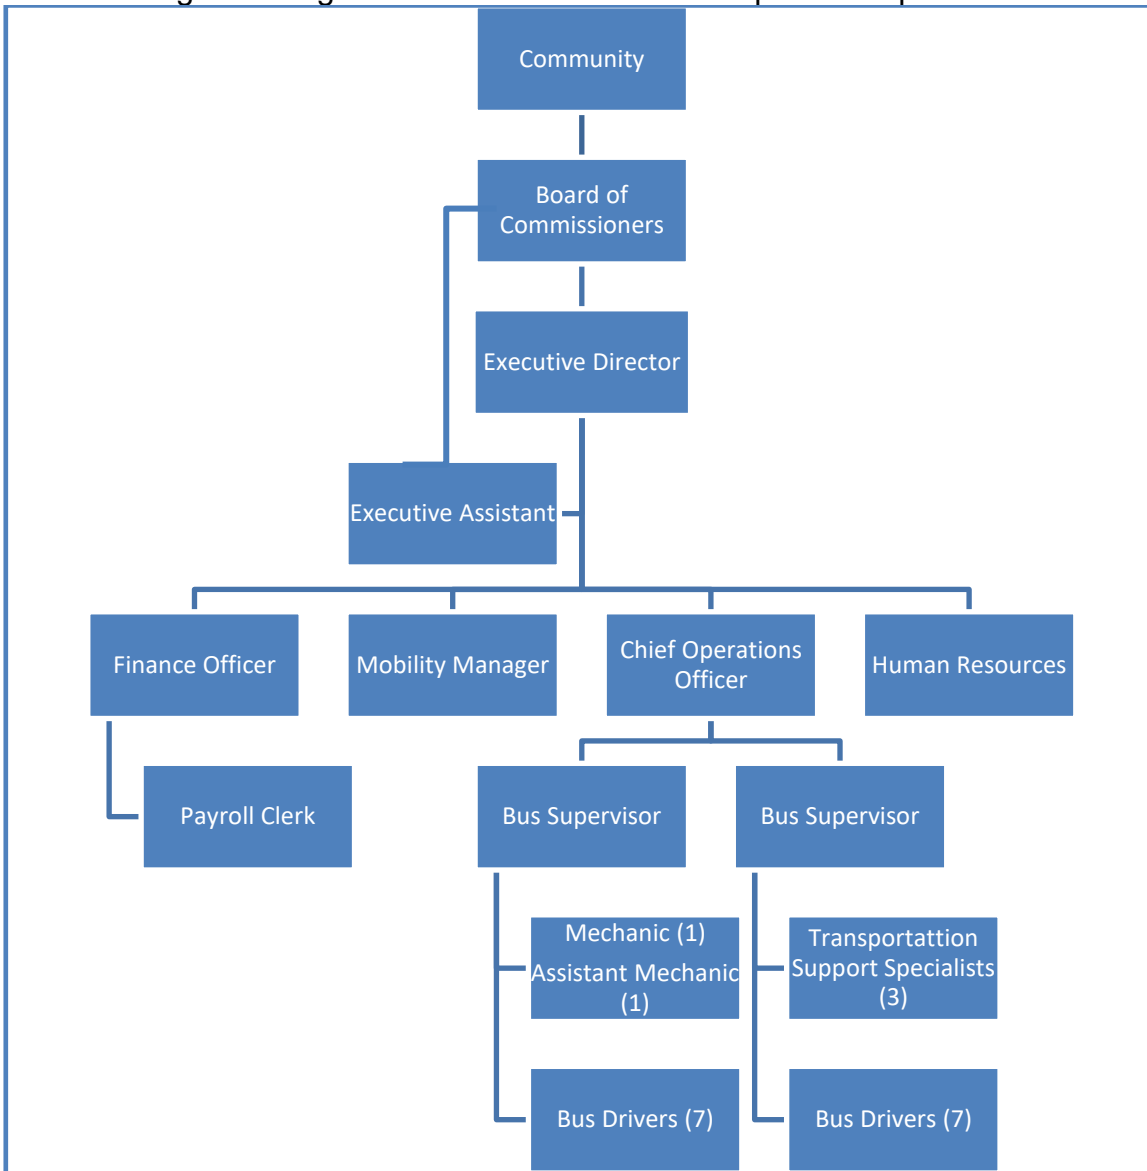 Community
Board of
Commissioners
Executive Director
Executive Assistant
Finance Officer
Mobility Manager
Chief Operations
Officer
Human Resources
Payroll Clerk
Bus Supervisor
Bus Supervisor
Mechanic (1)
Assistant Mechanic
(1)
Transportattion
Support Specialists
(3)
Bus Drivers (7)
Bus Drivers (7)